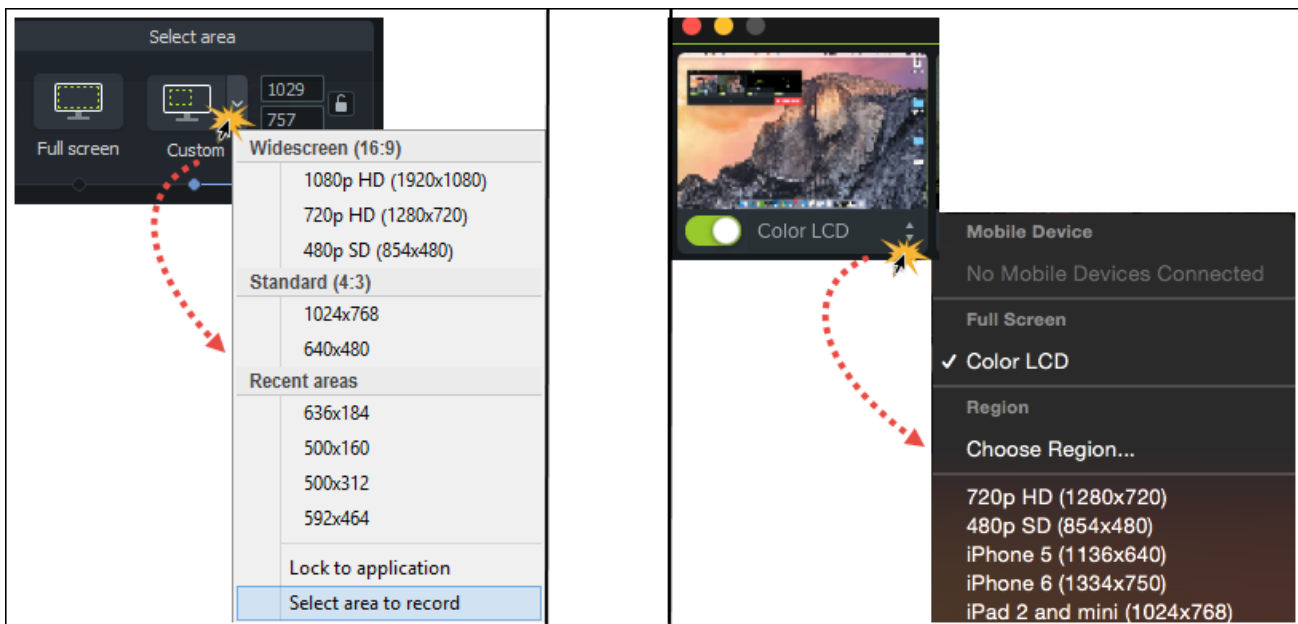 Select area
1029
757
Full screen
Custom
Widescreen (16:9)
1080p HD (1920x1080)
720p HD (1280x720)
480p SD (854x480)
Standard (4:3)
1024x768
640x480
Recent areas
636x184
500x160
500x312
592x464
Lock to application
Select area to record
Color LCD
Mobile Device
No Mobile Devices Connected
Full Screen
✓ Color LCD
Region
Choose Region...
720p HD (1280x720)
480p SD (854x480)
iPhone 5 (1136x640)
iPhone 6 (1334x750)
iPad 2 and mini (1024x768)